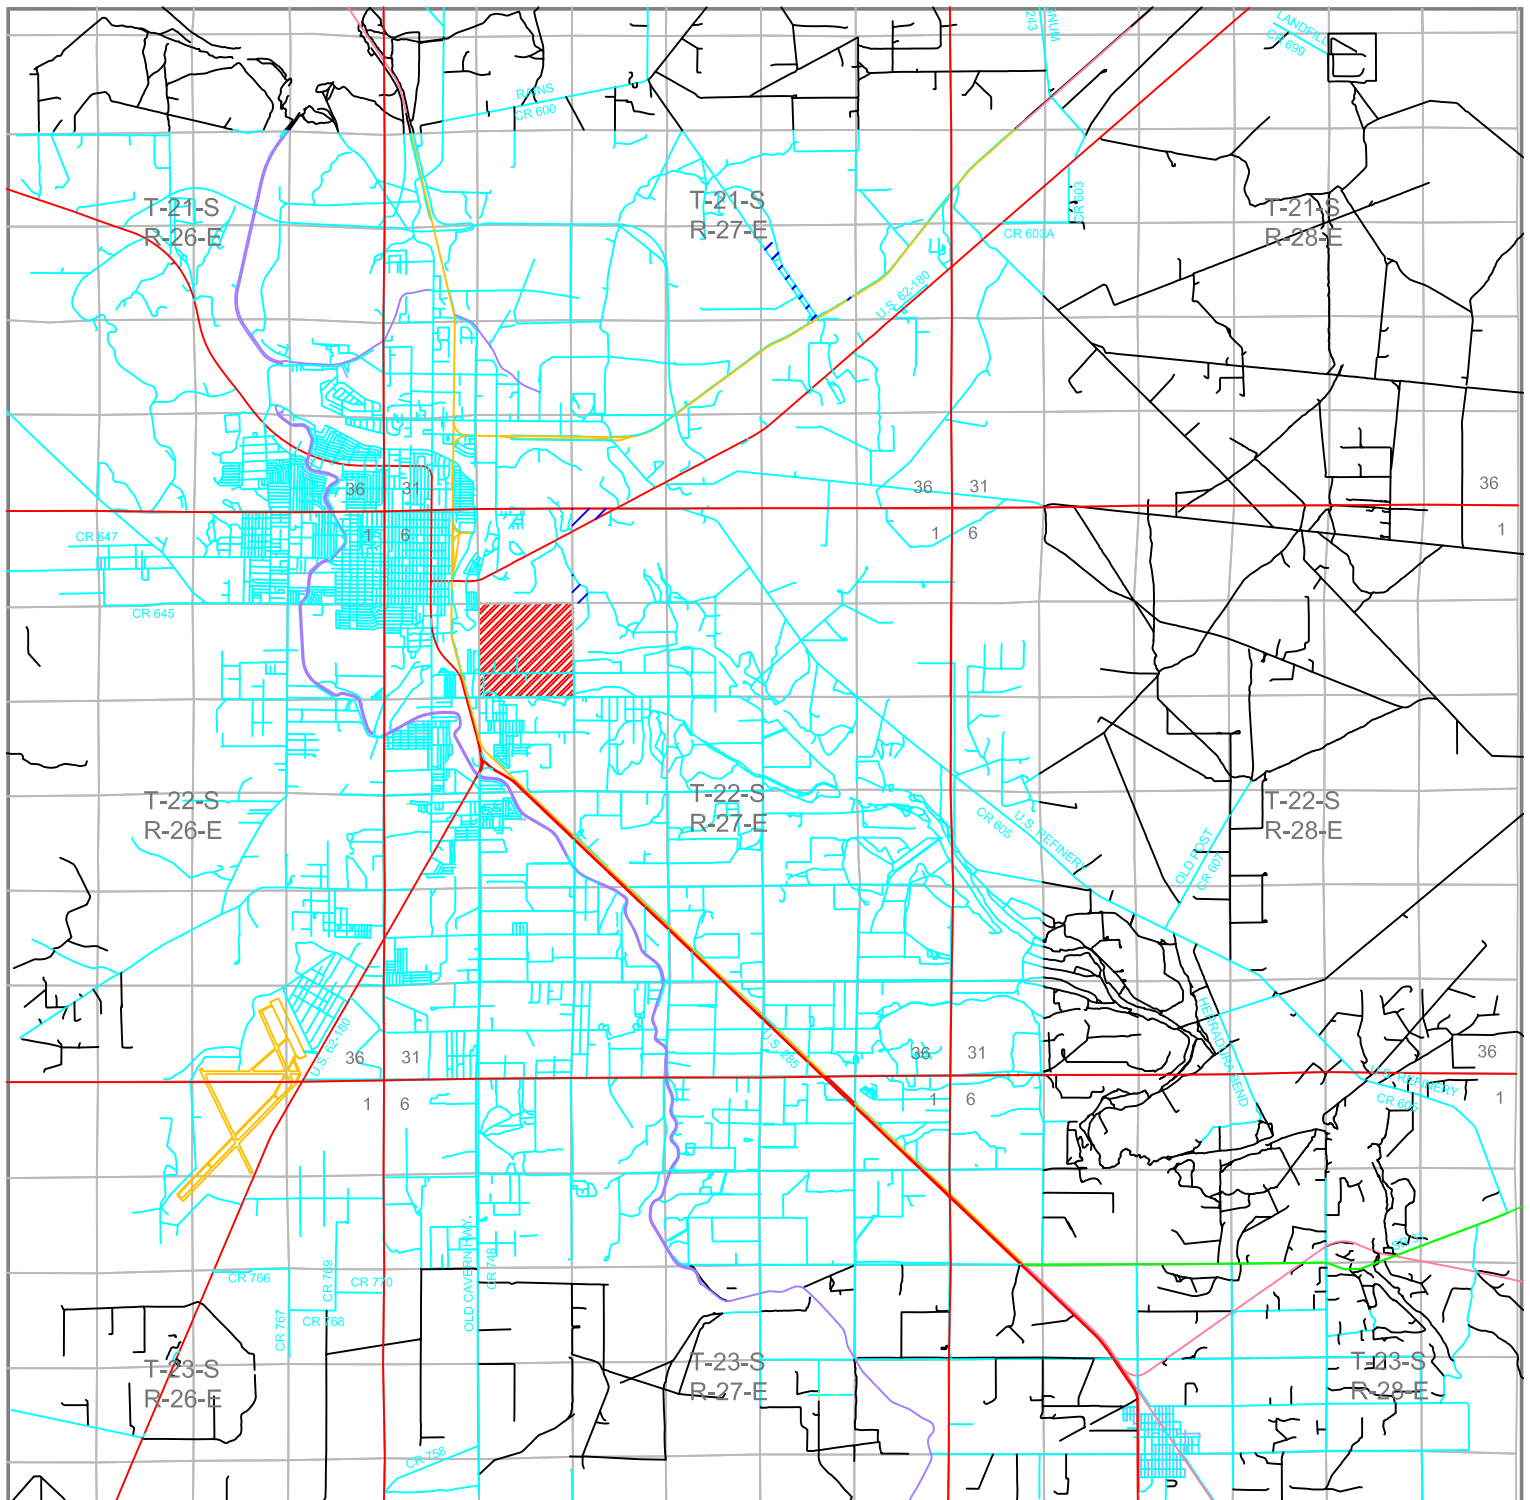 GNUM
243
LANDFILL
CR 699
RAINS
CR 600
T-21-S
R-26-E
T-21-S
R-27-E
CR 603
CR 603A
T-21-S
R-28-E
U.S. 62-180
36
31
36
31
36
1
6
1
6
1
CR 647
CR 645
T-22-S
R-26-E
T-22-S
R-27-E
T-22-S
R-28-E
U.S. REFINERY
CR 605
OLD POST
CR 607
HERRADURA BEND
U.S. 62-180
U.S. 285
36
31
36
31
36
1
6
1
6
1
U.S. REFINERY
CR 605
OLD CAVERN HWY.
CR 748
CR 766
CR 769
CR 770
CR 767
CR 768
T-23-S
R-26-E
T-23-S
R-27-E
T-23-S
R-28-E
CR 758